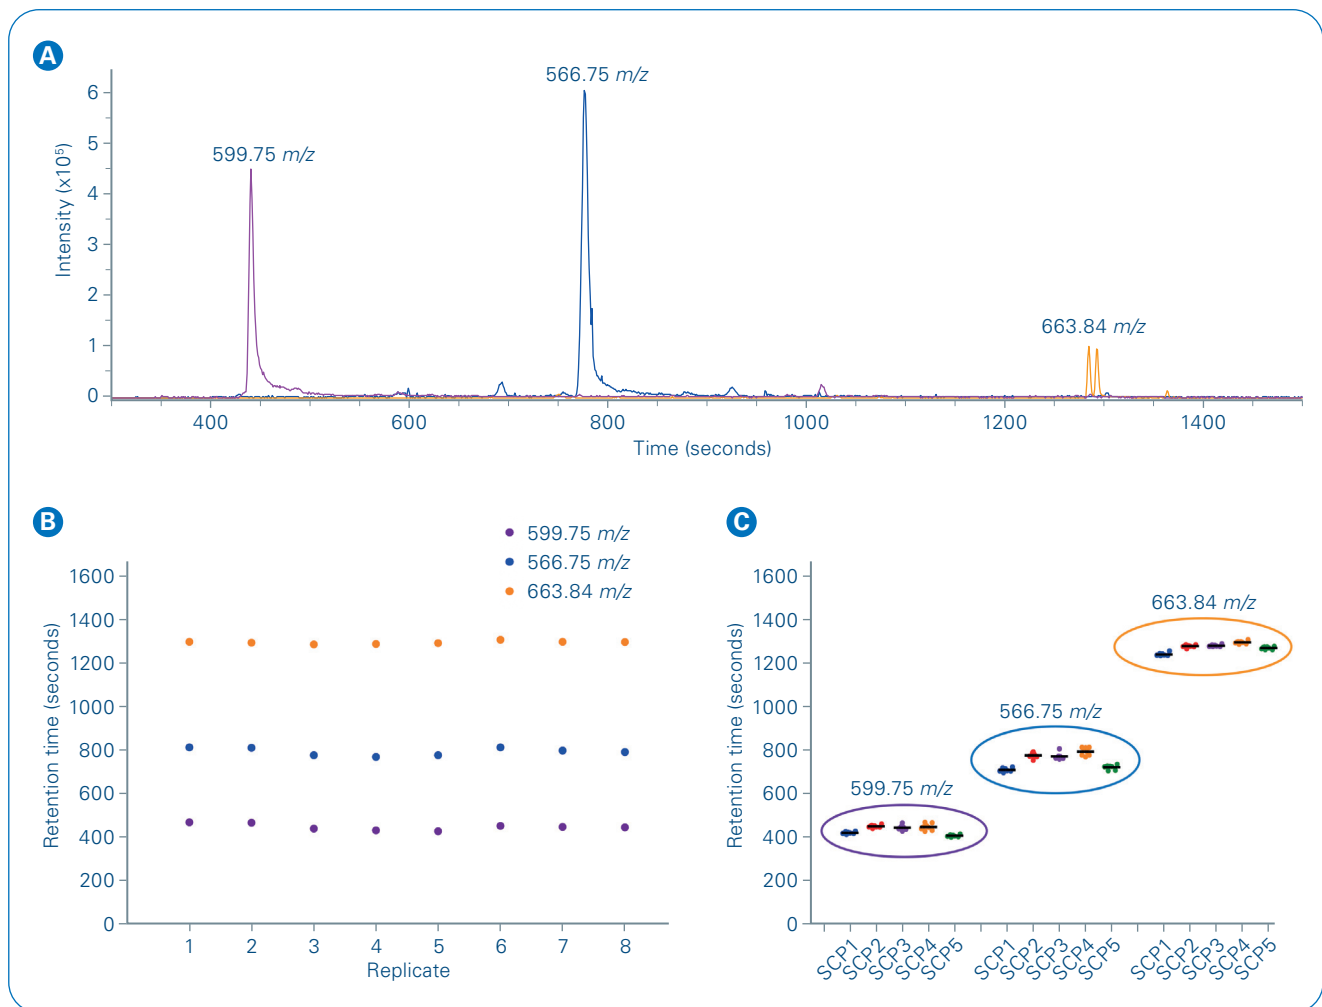 A
566.75 m/z
599.75 m/z
663.84 m/z
Intensity (x10⁵)
6
5
4
3
2
1
0
400 600 800 1000 1200 1400
Time (seconds)
B
599.75 m/z
566.75 m/z
663.84 m/z
Retention time (seconds)
1600
1400
1200
1000
800
600
400
200
0
1 2 3 4 5 6 7 8
Replicate
C
663.84 m/z
566.75 m/z
599.75 m/z
Retention time (seconds)
1600
1400
1200
1000
800
600
400
200
0
SCP1 SCP2 SCP3 SCP4 SCP5 SCP1 SCP2 SCP3 SCP4 SCP5 SCP1 SCP2 SCP3 SCP4 SCP5